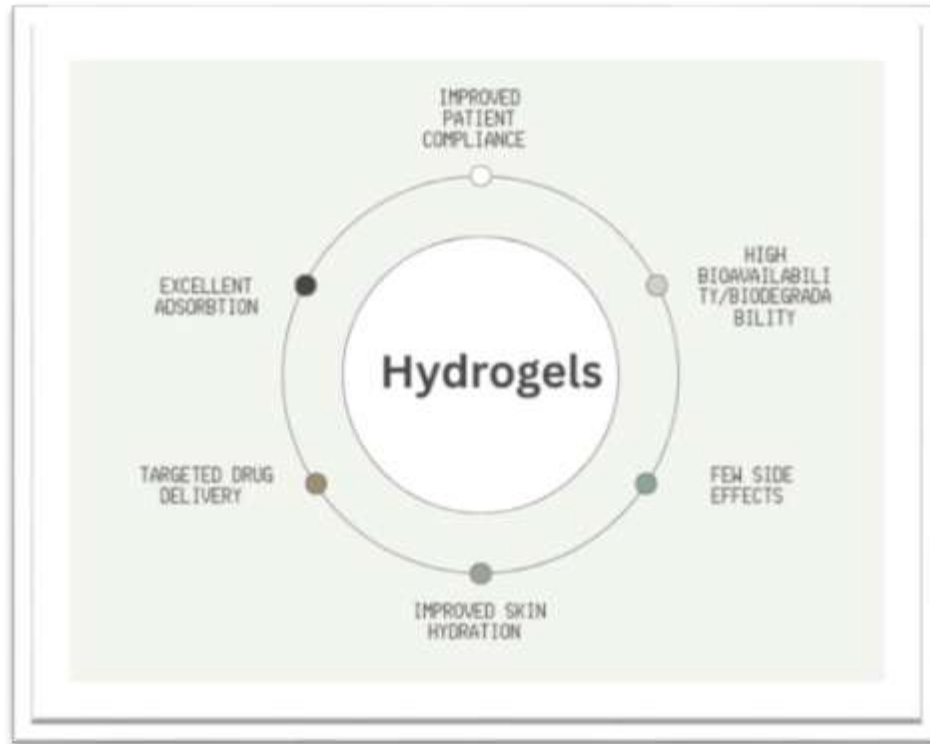 IMPROVED
PATIENT
COMPLIANCE
HIGH
BIOAVAILABILI
TY/BIODEGRADA
BILITY
FEW SIDE
EFFECTS
IMPROVED SKIN
HYDRATION
TARGETED DRUG
DELIVERY
EXCELLENT
ADSORBTION
Hydrogels